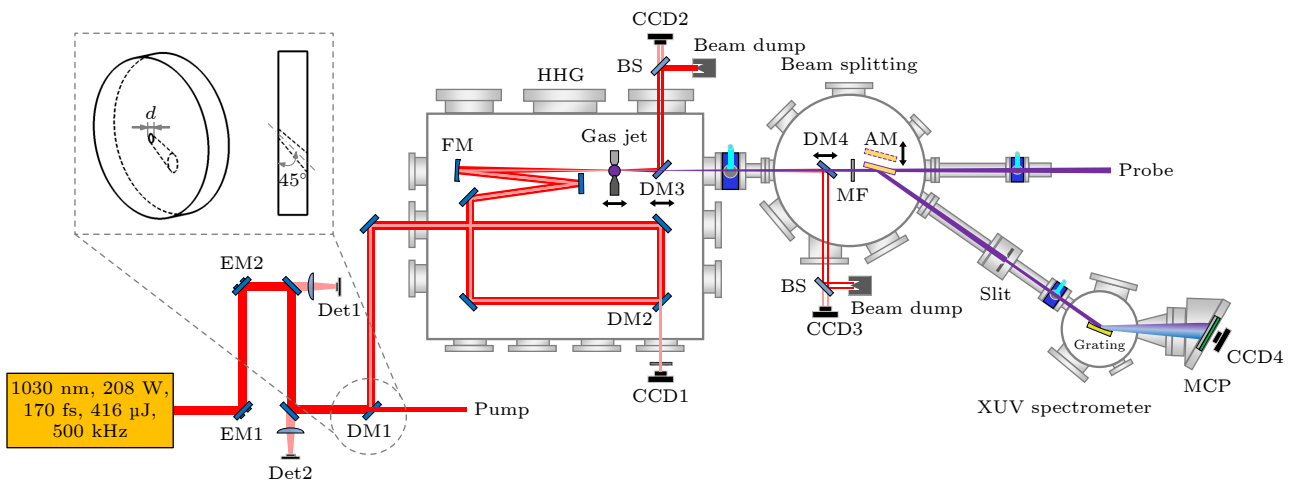 CCD2
BS
Beam dump
HHG
Beam splitting
d
45°
FM
Gas jet
DM3
DM4
AM
MF
Probe
EM2
Det1
DM2
BS
Beam dump
CCD3
Slit
Grating
CCD4
MCP
1030 nm, 208 W,
170 fs, 416 µJ,
500 kHz
EM1
Det2
DM1
Pump
CCD1
XUV spectrometer